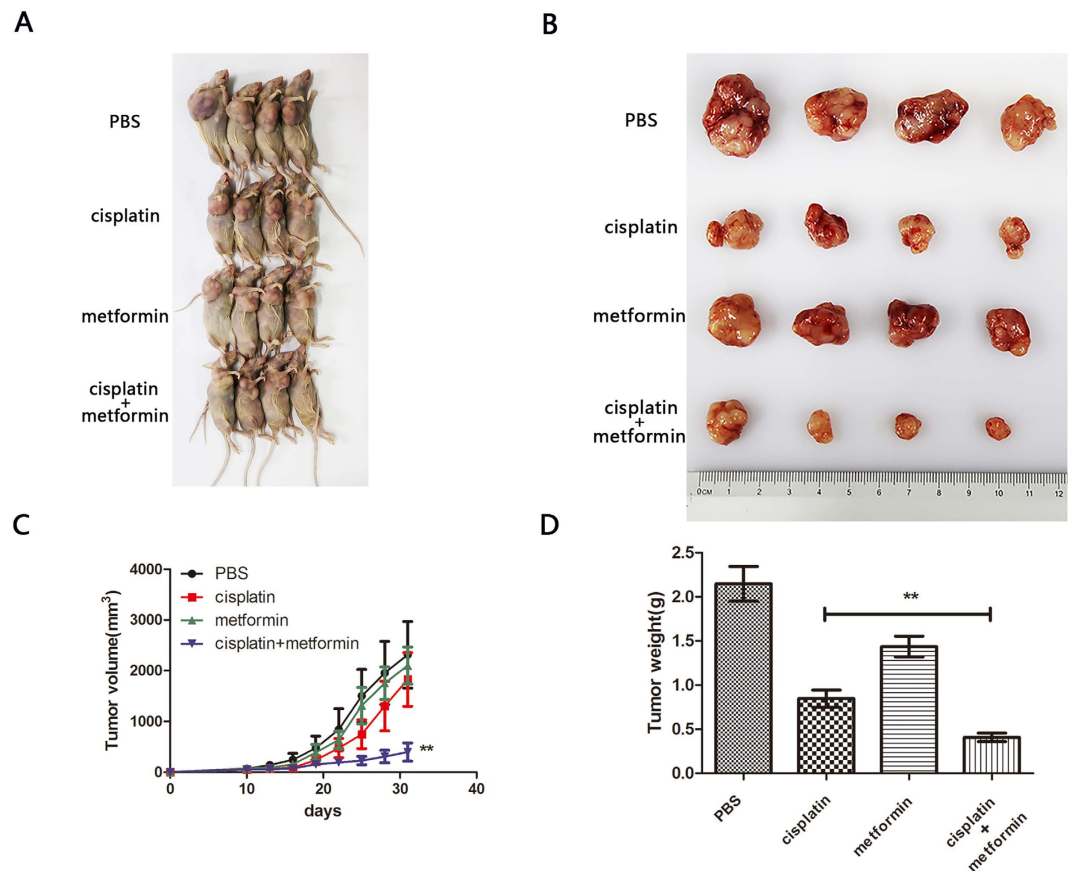 A
PBS
cisplatin
metformin
cisplatin
+
metformin
B
PBS
cisplatin
metformin
cisplatin
+
metformin
0CM 1 2 3 4 5 6 7 8 9 10 11 12
C
Tumor volume(mm³)
4000
3000
2000
1000
0
PBS
cisplatin
metformin
cisplatin+metformin
**
0 10 20 30 40
days
D
Tumor weight(g)
2.5
2.0
1.5
1.0
0.5
0.0
**
PBS
cisplatin
metformin
cisplatin
+
metformin